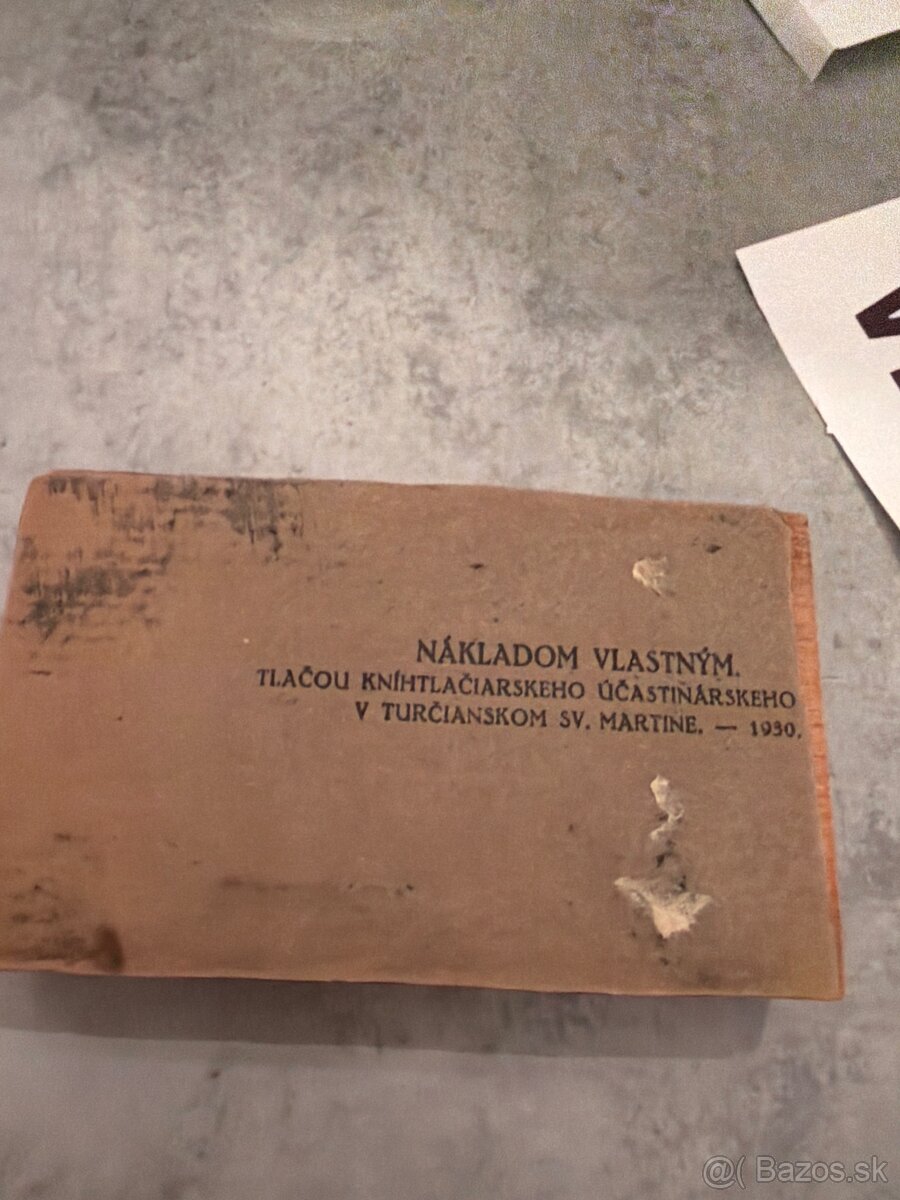 NÁKLADOM VLASTNÝM.
TLAČOU KNÍHTLAČIARSKEHO ÚČASTINÁRSKEHO
V TURČIANSKOM SV. MARTINE. — 1930.
@( Bazos.sk